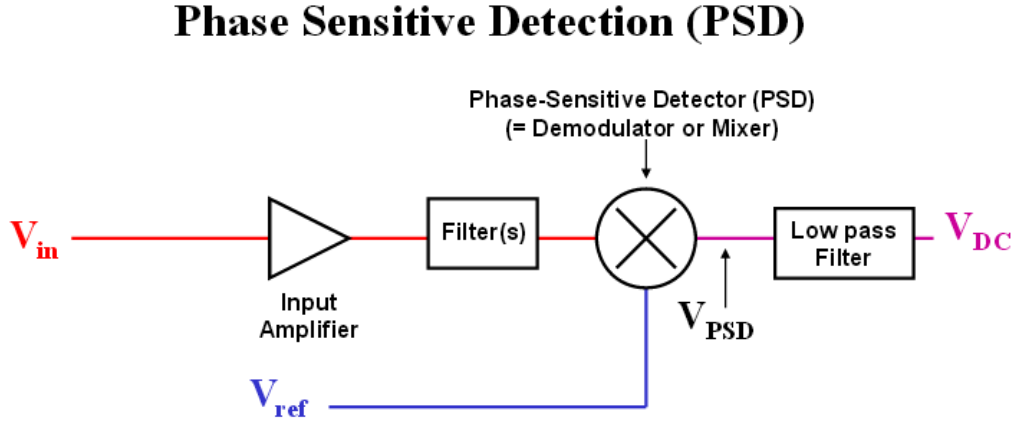 Phase Sensitive Detection (PSD)
Phase-Sensitive Detector (PSD)
(= Demodulator or Mixer)
Vin
Input
Amplifier
Filter(s)
VPSD
Low pass
Filter
VDC
Vref